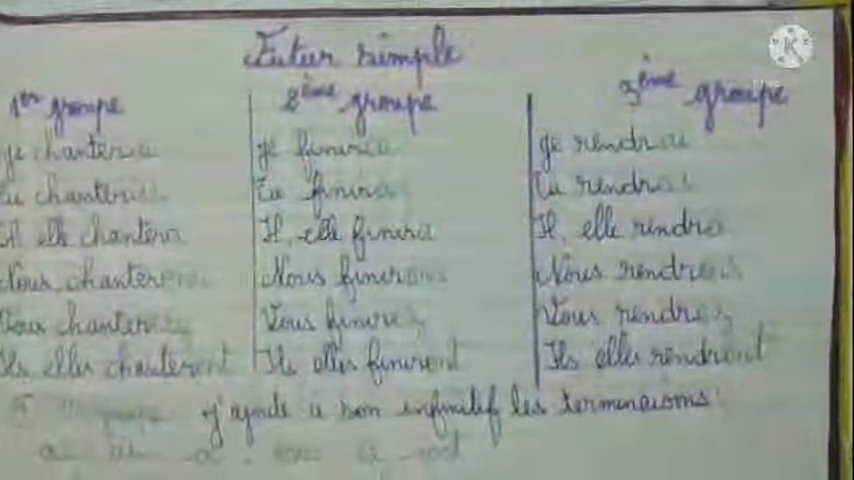 Futur simple
1er groupe 2ème groupe 3ème groupe
je chanterai je finirai je rendrai
Tu chanteras Tu finiras Tu rendras
Il elle chantera Il, elle finira Il, elle rendra
Nous chanterons Nous finirons Nous rendrons
Vous chanterez Vous finirez Vous rendrez
Ils elles chanteront Ils elles finiront Ils elles rendront
j'ajoute à son infinitif les terminaisons
K